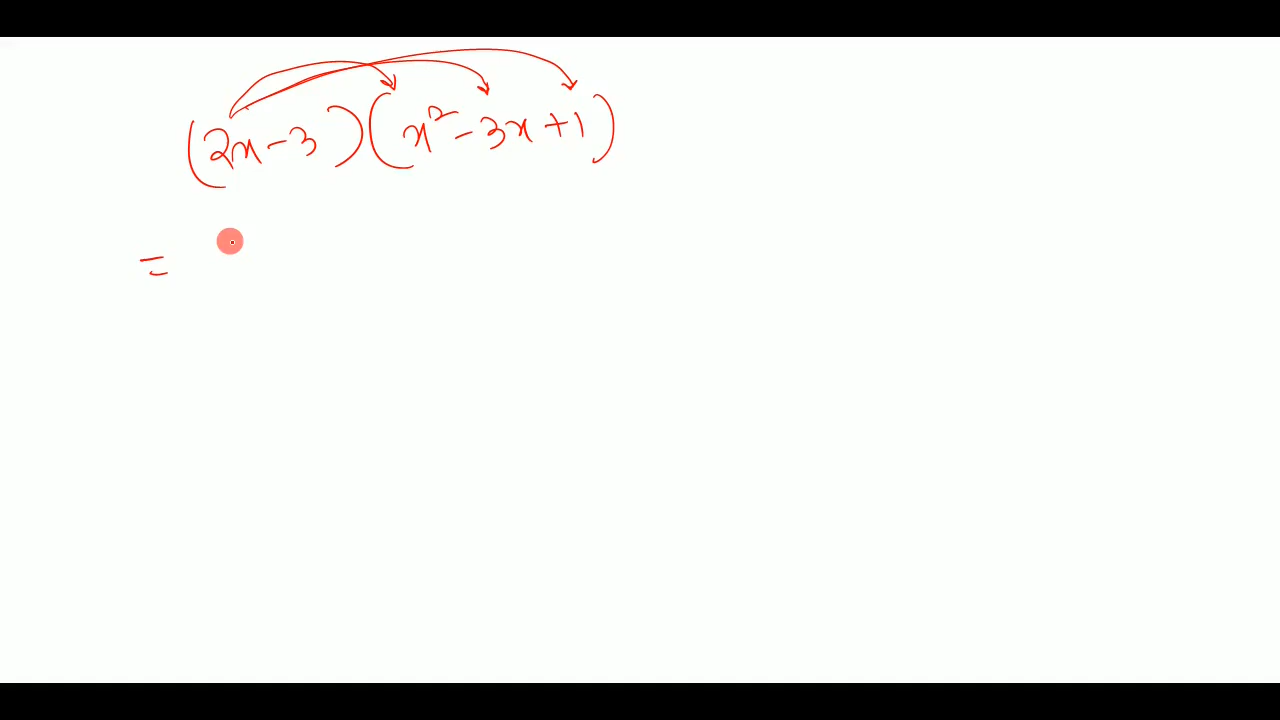 (2x-3)(x²-3x+1)
=